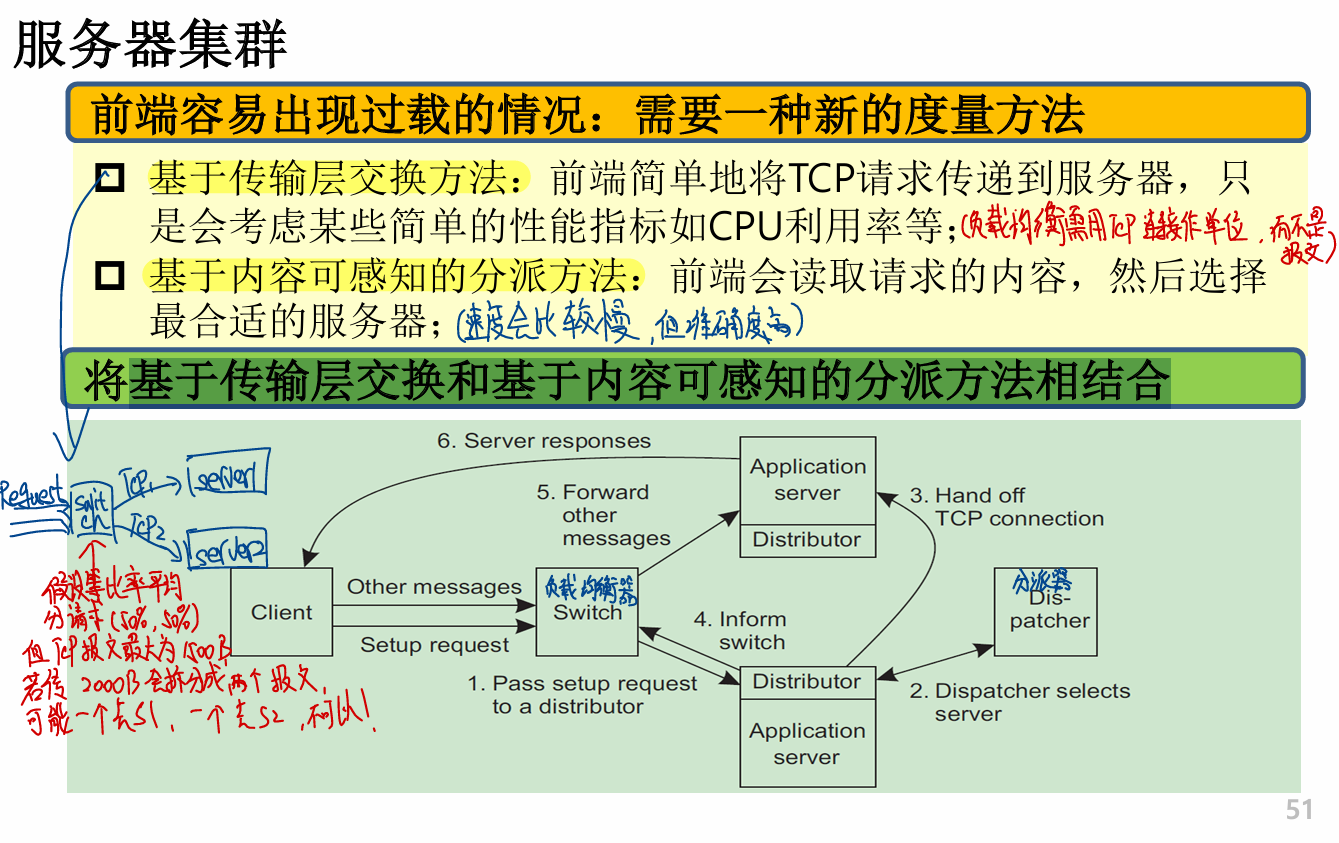 服务器集群
前端容易出现过载的情况：需要一种新的度量方法
基于传输层交换方法：前端简单地将TCP请求传递到服务器，只
是会考虑某些简单的性能指标如CPU利用率等；
(负载均衡需用TCP连接作单位，而不是
报文)
基于内容可感知的分派方法：前端会读取请求的内容，然后选择
最合适的服务器；
(速度会比较慢，但准确度高)
将基于传输层交换和基于内容可感知的分派方法相结合
Request
swit
ch
TCP1
server1
TCP2
server2
假设等比率平均
分请求(50%, 50%)
但TCP报文最大为1500B,
若传 2000B会拆分成两个报文，
可能一个去S1，一个去S2，不可以！
6. Server responses
Application
server
Distributor
5. Forward
other
messages
3. Hand off
TCP connection
Client
Other messages
Setup request
负载均衡器
Switch
分派器
Dis-
patcher
4. Inform
switch
1. Pass setup request
to a distributor
Distributor
Application
server
2. Dispatcher selects
server
51